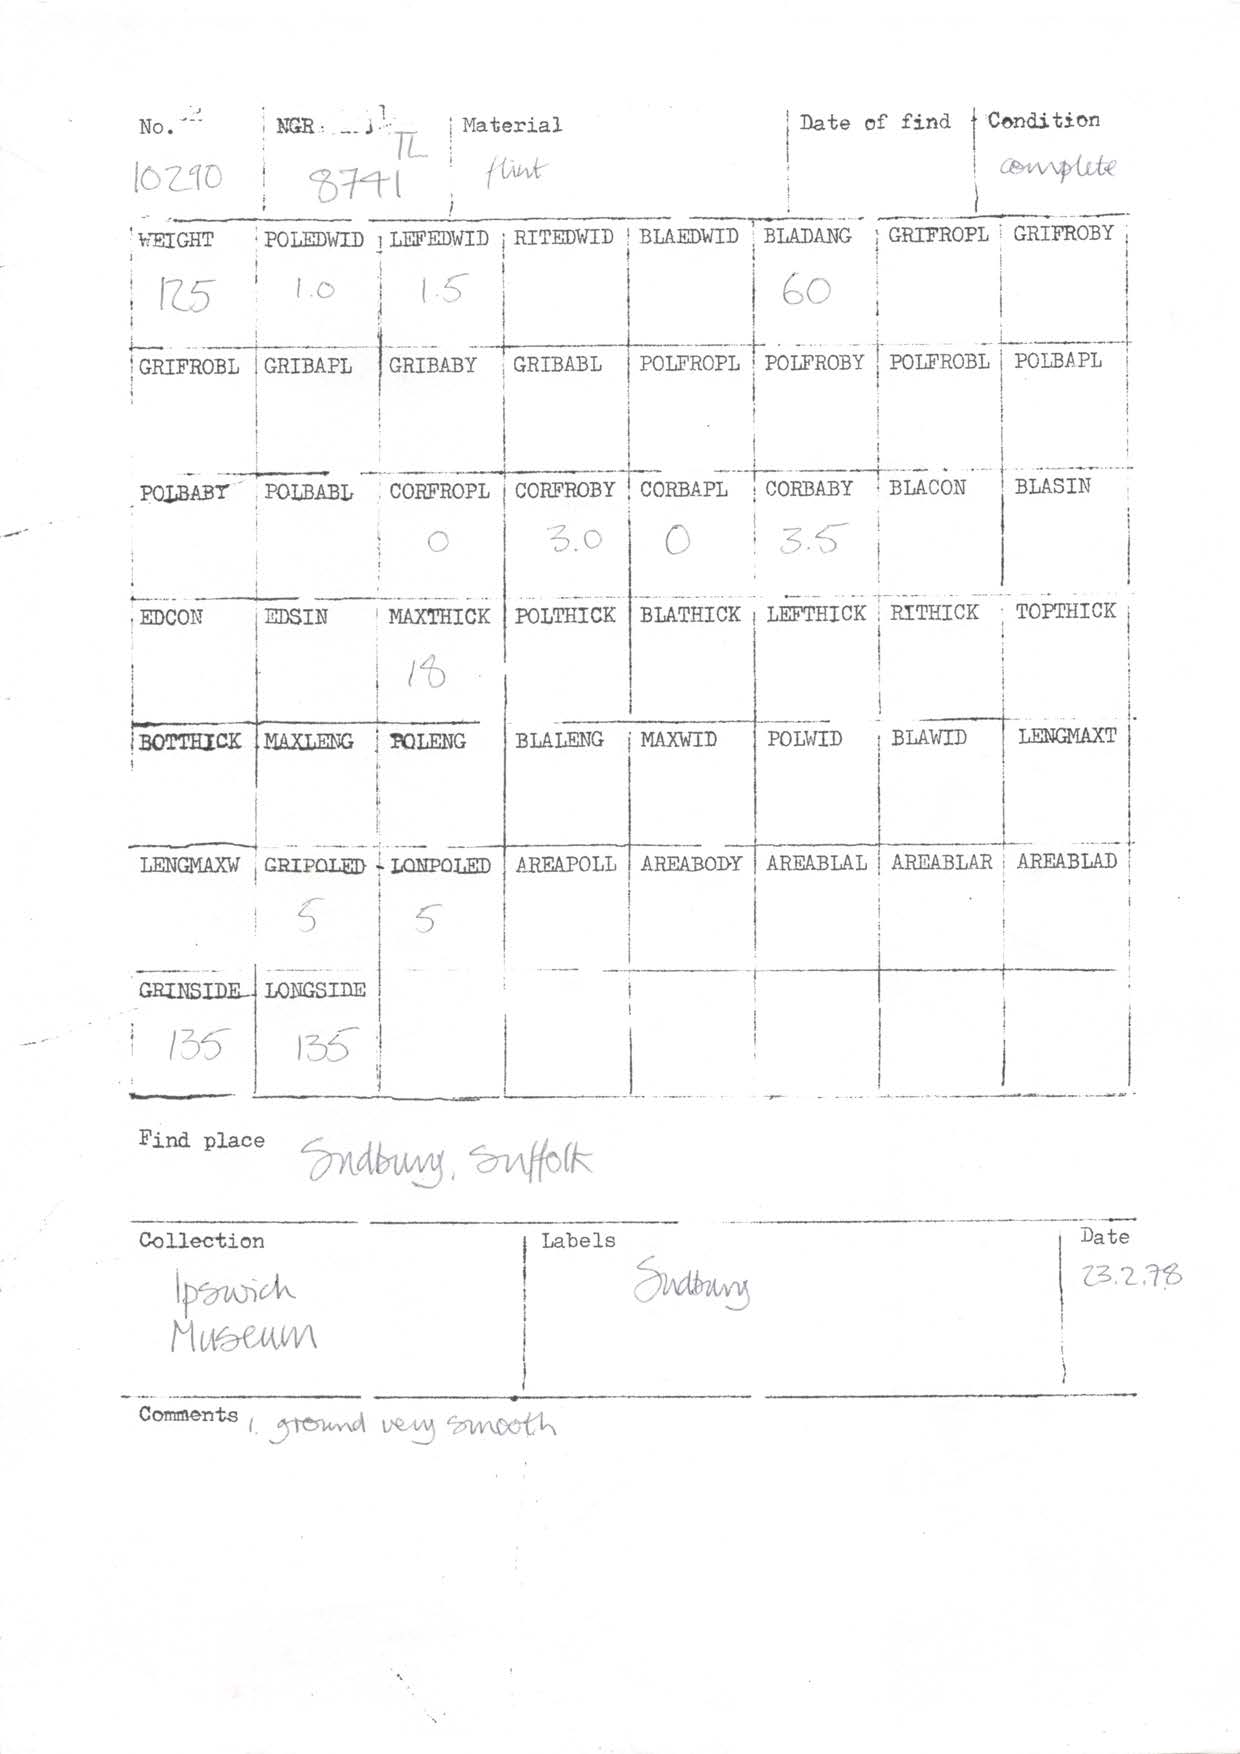 No. NGR: Material Date of find Condition
10290 TL 8741 flint complete
WEIGHT POLEDWID LEFEDWID RITEDWID BLAEDWID BLADANG GRIFROPL GRIFROBY
125 1.0 1.5 60
GRIFROBL GRIBAPL GRIBABY GRIBABL POLFROPL POLFROBY POLFROBL POLBAPL
POLBABY POLBABL CORFROPL CORFROBY CORBAPL CORBABY BLACON BLASIN
0 3.0 0 3.5
EDCON EDSIN MAXTHICK POLTHICK BLATHICK LEFTHICK RITHICK TOPTHICK
18
BOTTHICK MAXLENG POLENG BLALENG MAXWID POLWID BLAWID LENGMAXT
LENGMAXW GRIPOLED LONPOLED AREAPOLL AREABODY AREABLAL AREABLAR AREABLAD
5 5
GRINSIDE LONGSIDE
135 135
Find place Sudbury, Suffolk
Collection Labels Date
Ipswich Sudbury 23.2.78
Museum
Comments 1. ground very smooth